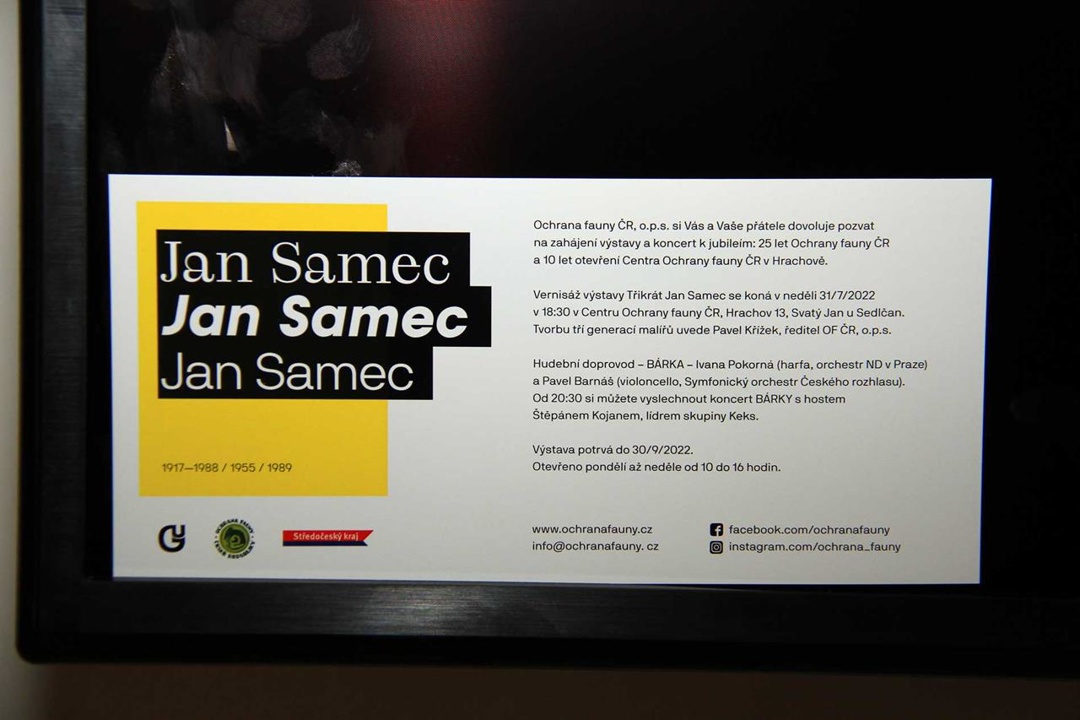 Jan Samec
Jan Samec
Jan Samec
1917–1988 / 1955 / 1989
Středočeský kraj
Ochrana fauny ČR, o.p.s. si Vás a Vaše přátele dovoluje pozvat
na zahájení výstavy a koncert k jubileím: 25 let Ochrany fauny ČR
a 10 let otevření Centra Ochrany fauny ČR v Hrachově.
Vernisáž výstavy Třikrát Jan Samec se koná v neděli 31/7/2022
v 18:30 v Centru Ochrany fauny ČR, Hrachov 13, Svatý Jan u Sedlčan.
Tvorbu tří generací malířů uvede Pavel Křížek, ředitel OF ČR, o.p.s.
Hudební doprovod – BÁRKA – Ivana Pokorná (harfa, orchestr ND v Praze)
a Pavel Barnáš (violoncello, Symfonický orchestr Českého rozhlasu).
Od 20:30 si můžete vyslechnout koncert BÁRKY s hostem
Štěpánem Kojanem, lídrem skupiny Keks.
Výstava potrvá do 30/9/2022.
Otevřeno pondělí až neděle od 10 do 16 hodin.
www.ochranafauny.cz
info@ochranafauny. cz
facebook.com/ochranafauny
instagram.com/ochrana_fauny